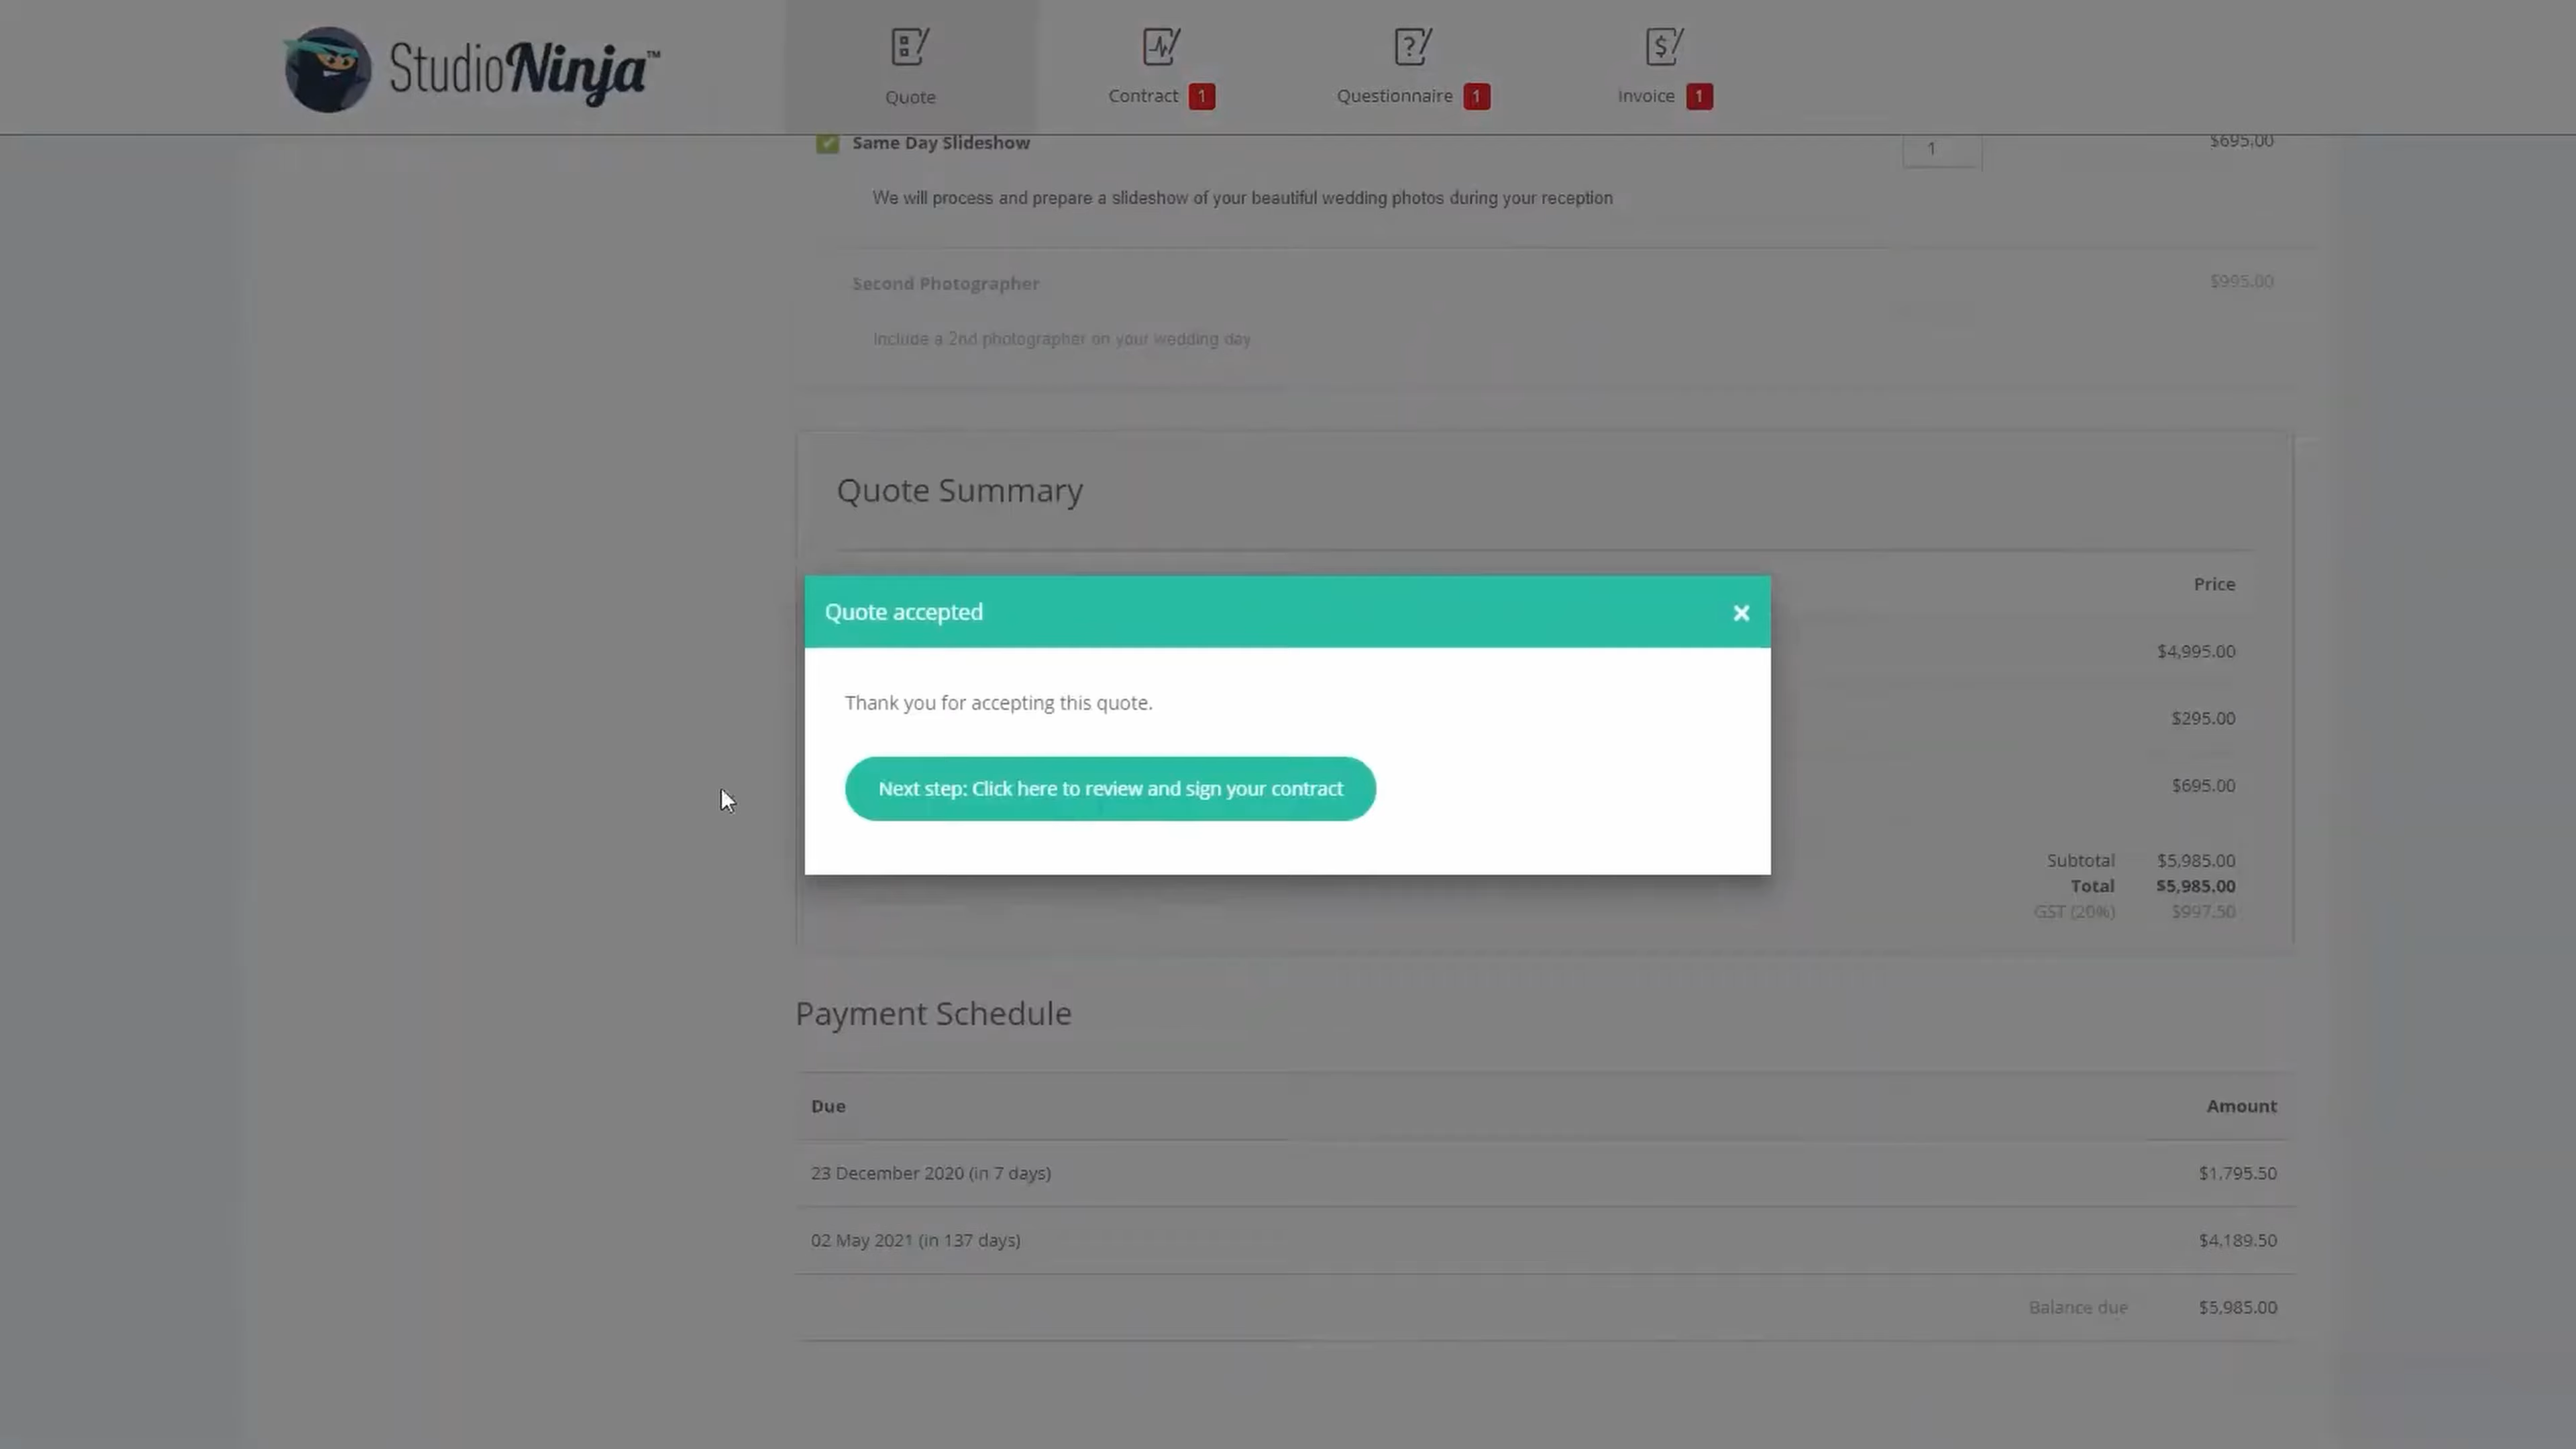 StudioNinja™
Quote
Contract 1
Questionnaire 1
Invoice 1
Same Day Slideshow 1 $695.00
We will process and prepare a slideshow of your beautiful wedding photos during your reception
Second Photographer $995.00
Include a 2nd photographer on your wedding day
Quote Summary
Price
Quote accepted
$4,995.00
Thank you for accepting this quote.
$295.00
Next step: Click here to review and sign your contract
$695.00
Subtotal $5,985.00
Total $5,985.00
GST (20%) $997.50
Payment Schedule
Due Amount
23 December 2020 (in 7 days) $1,795.50
02 May 2021 (in 137 days) $4,189.50
Balance due $5,985.00